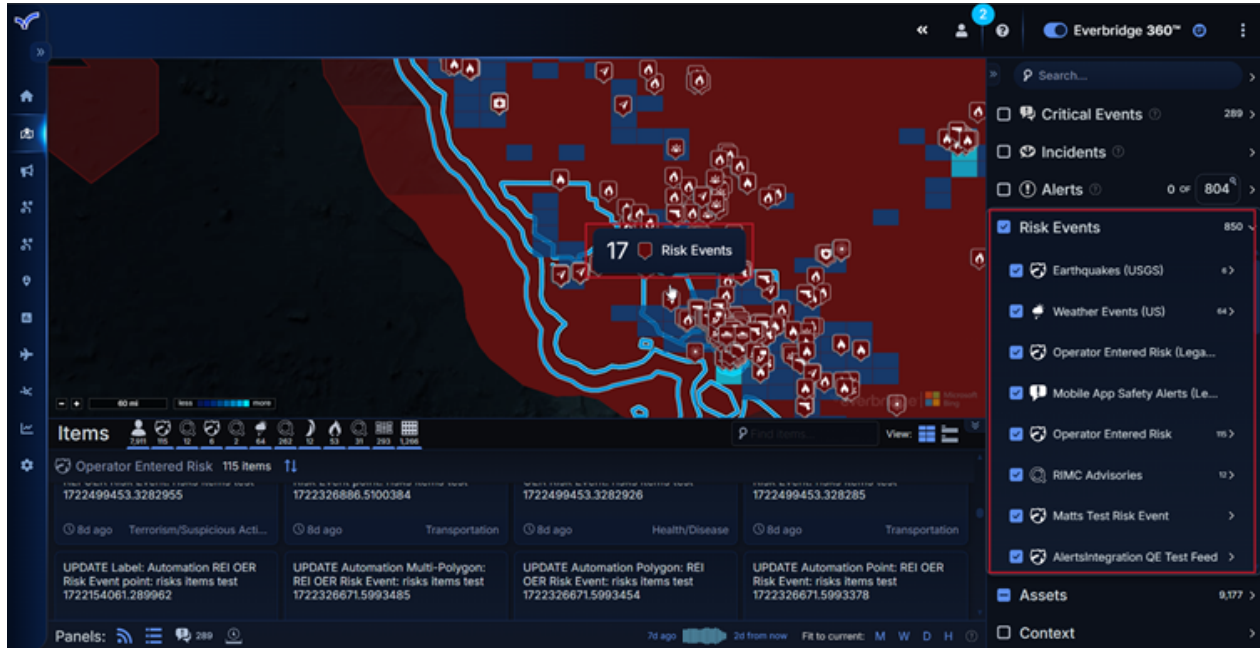 2
Everbridge 360™
Search...
Critical Events 289
Incidents
Alerts 0 OF 804
Risk Events 850
Earthquakes (USGS) 6
Weather Events (US) 64
Operator Entered Risk (Lega...
Mobile App Safety Alerts (Le...
Operator Entered Risk 115
RIMC Advisories 12
Matts Test Risk Event
AlertsIntegration QE Test Feed
Assets 9,177
Context
17 Risk Events
60 mi less more
everbridge Microsoft Bing
Items 7,911 115 12 6 2 64 262 12 53 31 293 1,266
Find items...
View:
Operator Entered Risk 115 items
1722499453.3282955
8d ago Terrorism/Suspicious Acti...
1722326886.5100384
8d ago Transportation
1722499453.3282926
8d ago Health/Disease
1722499453.328285
8d ago Transportation
UPDATE Label: Automation REI OER
Risk Event point: risks items test
1722154061.289962
UPDATE Automation Multi-Polygon:
REI OER Risk Event: risks items test
1722326671.5993485
UPDATE Automation Polygon: REI
OER Risk Event: risks items test
1722326671.5993454
UPDATE Automation Point: REI OER
Risk Event: risks items test
1722326671.5993378
Panels: 289
7d ago 2d from now Fit to current: M W D H